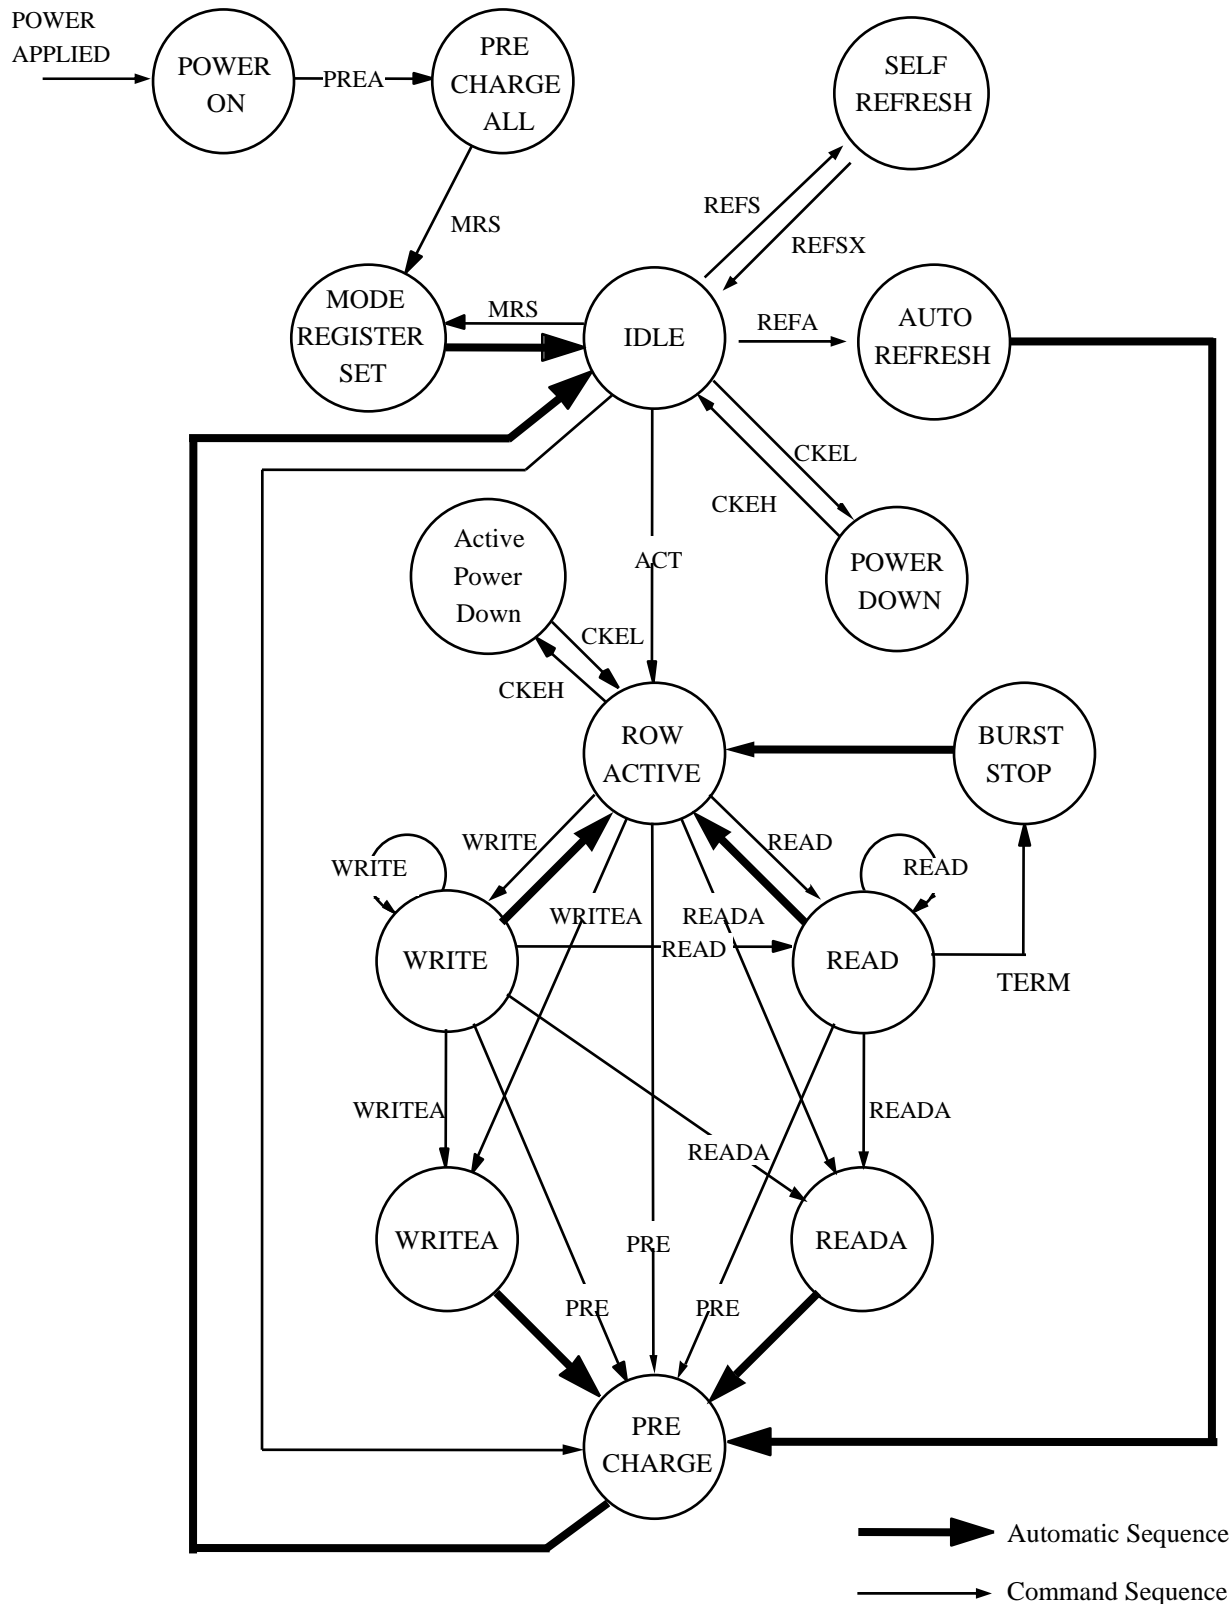 POWER
APPLIED
POWER
ON
PREA
PRE
CHARGE
ALL
SELF
REFRESH
MRS
REFS
REFSX
MODE
REGISTER
SET
MRS
IDLE
REFA
AUTO
REFRESH
CKEL
CKEH
Active
Power
Down
ACT
POWER
DOWN
CKEL
CKEH
ROW
ACTIVE
BURST
STOP
WRITE
WRITE
READ
READ
WRITEA
READA
WRITE
READ
READ
TERM
WRITEA
READA
READA
WRITEA
PRE
READA
PRE
PRE
PRE
CHARGE
Automatic Sequence
Command Sequence